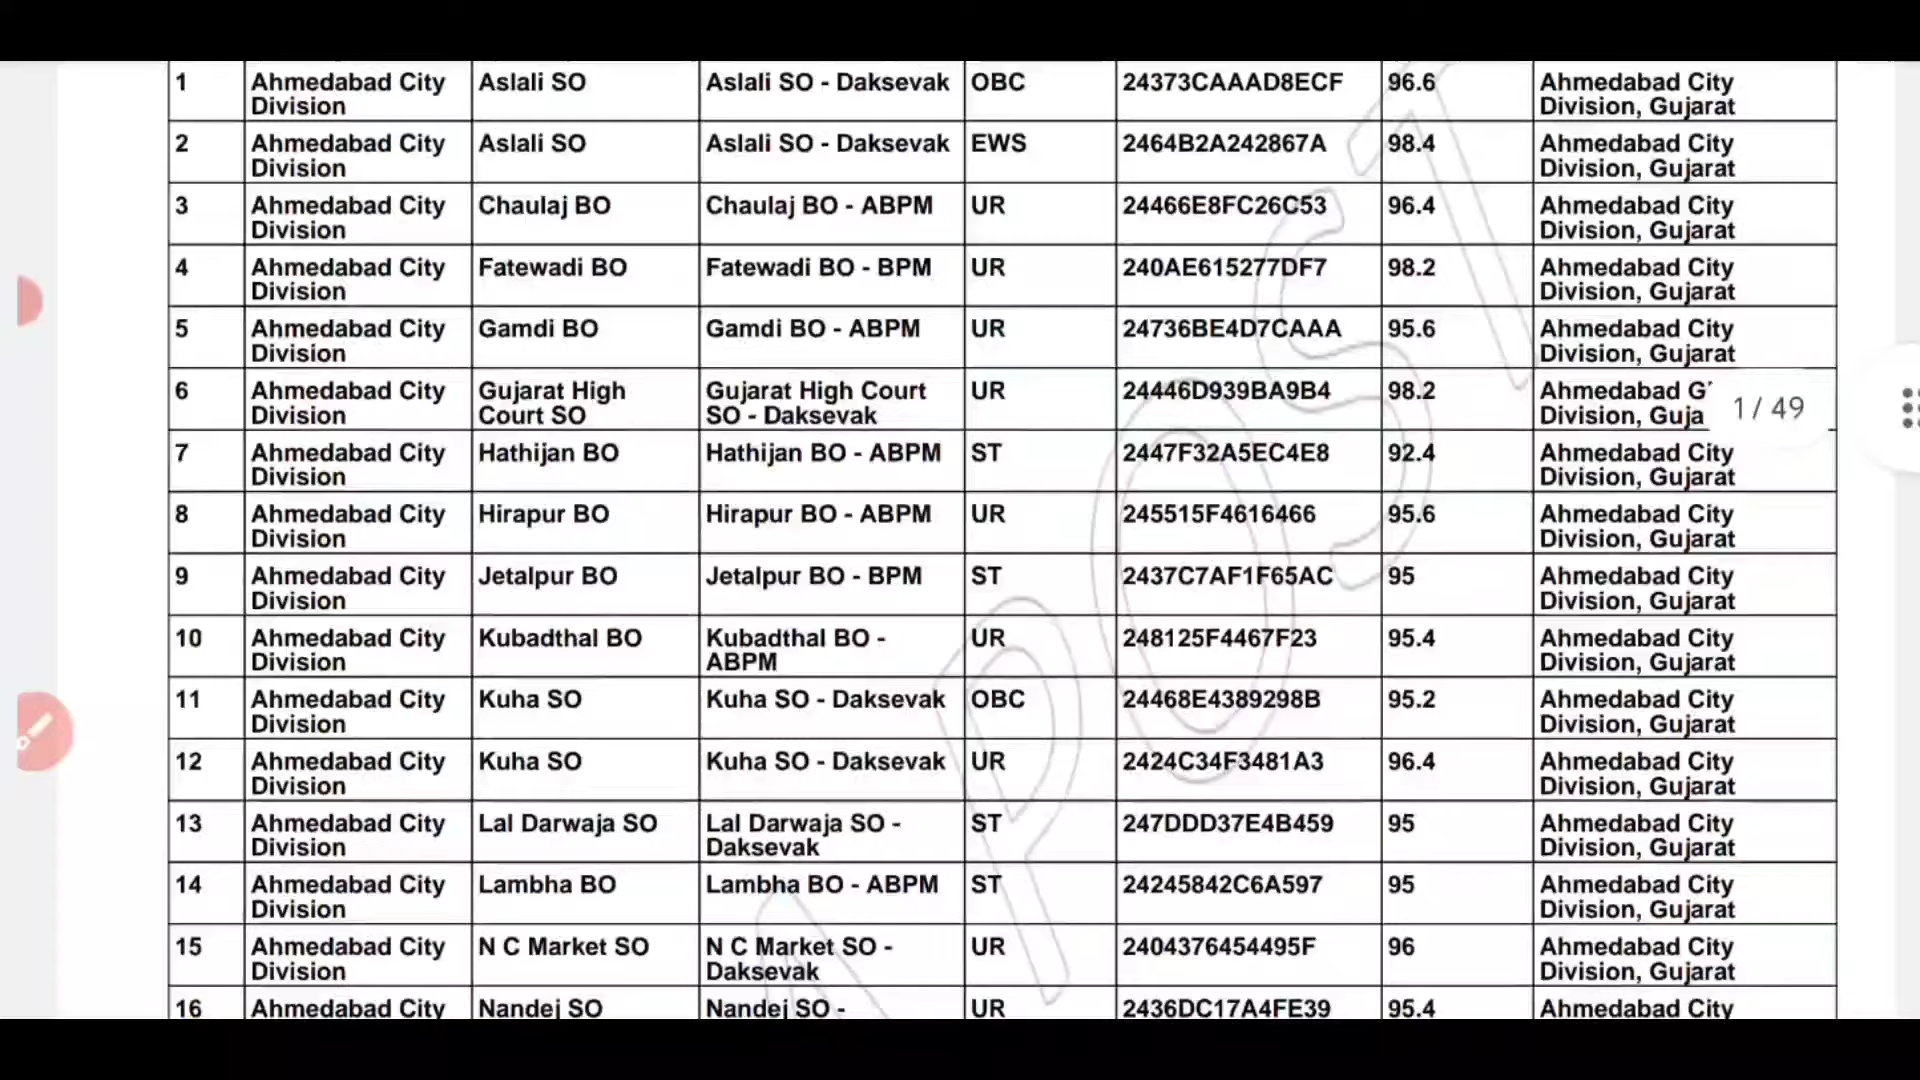 1 Ahmedabad City Aslali SO Aslali SO - Daksevak OBC 24373CAAAD8ECF 96.6 Ahmedabad City
Division Division, Gujarat
2 Ahmedabad City Aslali SO Aslali SO - Daksevak EWS 2464B2A242867A 98.4 Ahmedabad City
Division Division, Gujarat
3 Ahmedabad City Chaulaj BO Chaulaj BO - ABPM UR 24466E8FC26C53 96.4 Ahmedabad City
Division Division, Gujarat
4 Ahmedabad City Fatewadi BO Fatewadi BO - BPM UR 240AE615277DF7 98.2 Ahmedabad City
Division Division, Gujarat
5 Ahmedabad City Gamdi BO Gamdi BO - ABPM UR 24736BE4D7CAAA 95.6 Ahmedabad City
Division Division, Gujarat
6 Ahmedabad City Gujarat High Gujarat High Court UR 24446D939BA9B4 98.2 Ahmedabad
Division Court SO SO - Daksevak Division, Guja 1 / 49
7 Ahmedabad City Hathijan BO Hathijan BO - ABPM ST 2447F32A5EC4E8 92.4 Ahmedabad City
Division Division, Gujarat
8 Ahmedabad City Hirapur BO Hirapur BO - ABPM UR 245515F4616466 95.6 Ahmedabad City
Division Division, Gujarat
9 Ahmedabad City Jetalpur BO Jetalpur BO - BPM ST 2437C7AF1F65AC 95 Ahmedabad City
Division Division, Gujarat
10 Ahmedabad City Kubadthal BO Kubadthal BO - UR 248125F4467F23 95.4 Ahmedabad City
Division ABPM Division, Gujarat
11 Ahmedabad City Kuha SO Kuha SO - Daksevak OBC 24468E4389298B 95.2 Ahmedabad City
Division Division, Gujarat
12 Ahmedabad City Kuha SO Kuha SO - Daksevak UR 2424C34F3481A3 96.4 Ahmedabad City
Division Division, Gujarat
13 Ahmedabad City Lal Darwaja SO Lal Darwaja SO - ST 247DDD37E4B459 95 Ahmedabad City
Division Daksevak Division, Gujarat
14 Ahmedabad City Lambha BO Lambha BO - ABPM ST 24245842C6A597 95 Ahmedabad City
Division Division, Gujarat
15 Ahmedabad City N C Market SO N C Market SO - UR 2404376454495F 96 Ahmedabad City
Division Daksevak Division, Gujarat
16 Ahmedabad City Nandej SO Nandej SO - UR 2436DC17A4FE39 95.4 Ahmedabad City
POST